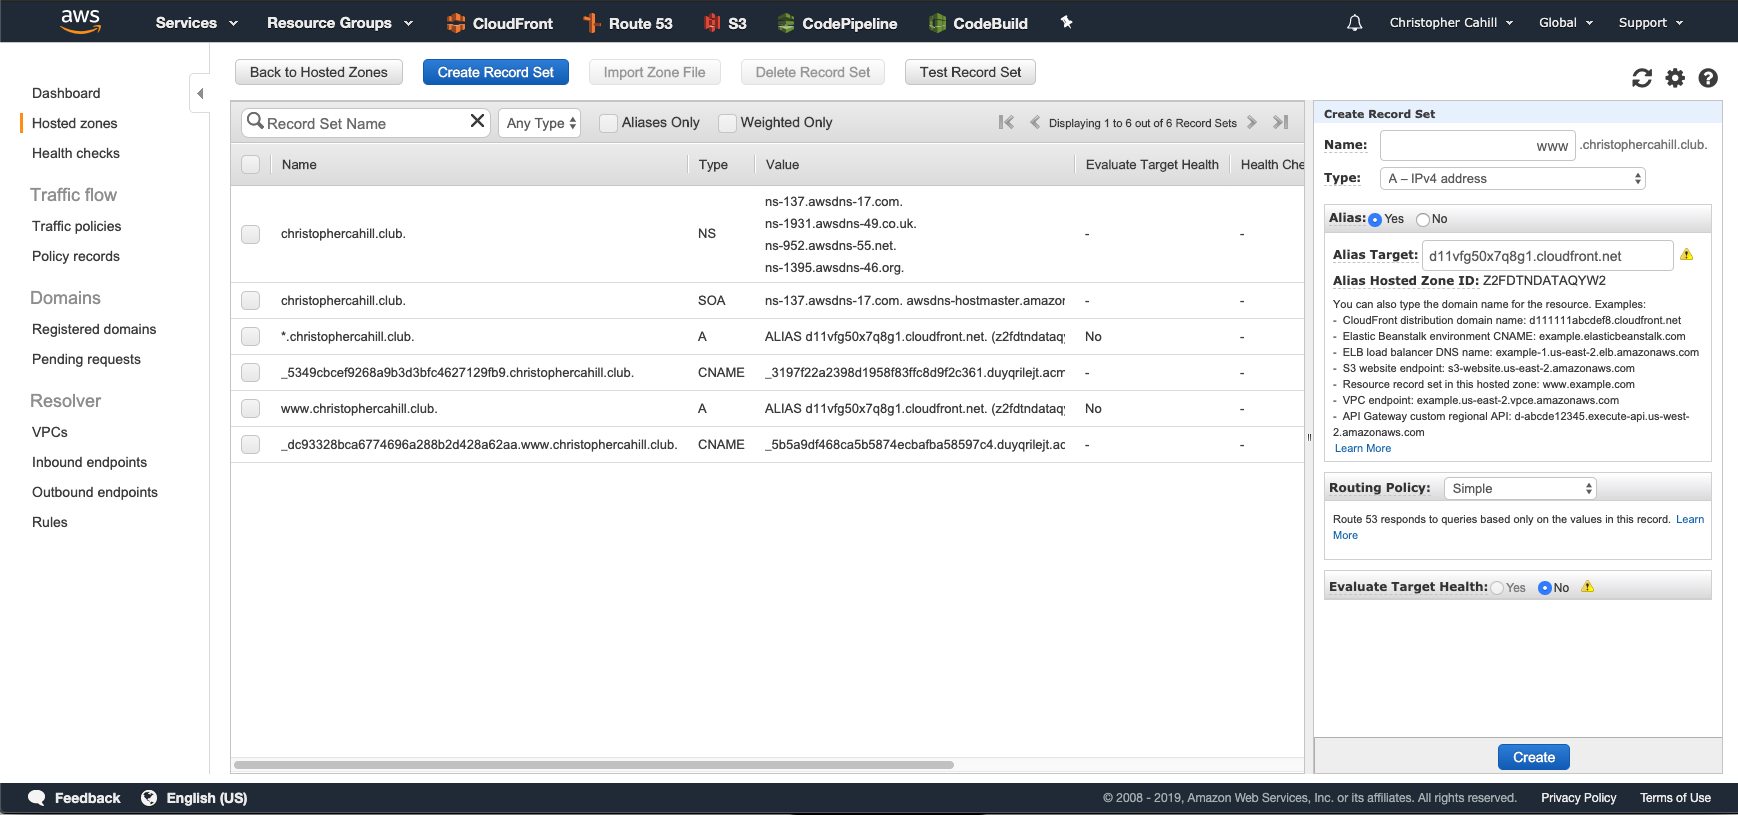 aws Services Resource Groups CloudFront Route 53 S3 CodePipeline CodeBuild Christopher Cahill Global Support
Dashboard
Hosted zones
Health checks
Traffic flow
Traffic policies
Policy records
Domains
Registered domains
Pending requests
Resolver
VPCs
Inbound endpoints
Outbound endpoints
Rules
Back to Hosted Zones Create Record Set Import Zone File Delete Record Set Test Record Set
Record Set Name Any Type Aliases Only Weighted Only Displaying 1 to 6 out of 6 Record Sets
Name Type Value Evaluate Target Health Health Che
christophercahill.club. NS
ns-137.awsdns-17.com.
ns-1931.awsdns-49.co.uk.
ns-952.awsdns-55.net.
ns-1395.awsdns-46.org.
- -
christophercahill.club. SOA ns-137.awsdns-17.com. awsdns-hostmaster.amazor - -
*.christophercahill.club. A ALIAS d11vfg50x7q8g1.cloudfront.net. (z2fdtndataqy No -
_5349cbcef9268a9b3d3bfc4627129fb9.christophercahill.club. CNAME _3197f22a2398d1958f83ffc8d9f2c361.duyqrilejt.acm - -
www.christophercahill.club. A ALIAS d11vfg50x7q8g1.cloudfront.net. (z2fdtndataqy No -
_dc93328bca6774696a288b2d428a62aa.www.christophercahill.club. CNAME _5b5a9df468ca5b5874ecbafba58597c4.duyqrilejt.ac - -
Create Record Set
Name: www .christophercahill.club.
Type: A – IPv4 address
Alias: Yes No
Alias Target: d11vfg50x7q8g1.cloudfront.net
Alias Hosted Zone ID: Z2FDTNDATAQYW2
You can also type the domain name for the resource. Examples:
- CloudFront distribution domain name: d111111abcdef8.cloudfront.net
- Elastic Beanstalk environment CNAME: example.elasticbeanstalk.com
- ELB load balancer DNS name: example-1.us-east-2.elb.amazonaws.com
- S3 website endpoint: s3-website.us-east-2.amazonaws.com
- Resource record set in this hosted zone: www.example.com
- VPC endpoint: example.us-east-2.vpce.amazonaws.com
- API Gateway custom regional API: d-abcde12345.execute-api.us-west-
2.amazonaws.com
Learn More
Routing Policy: Simple
Route 53 responds to queries based only on the values in this record. Learn
More
Evaluate Target Health: Yes No
Create
Feedback English (US) © 2008 - 2019, Amazon Web Services, Inc. or its affiliates. All rights reserved. Privacy Policy Terms of Use